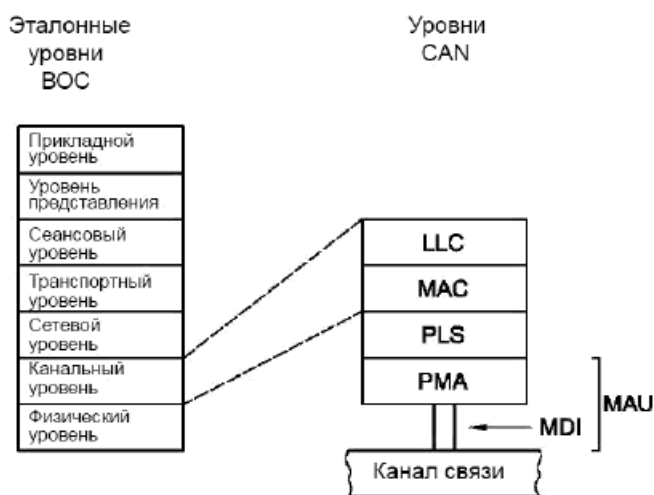 Эталонные
уровни
ВОС
Уровни
CAN
Прикладной
уровень
Уровень
представления
Сеансовый
уровень
Транспортный
уровень
Сетевой
уровень
Канальный
уровень
Физический
уровень
LLC
MAC
PLS
PMA
MDI
MAU
Канал связи